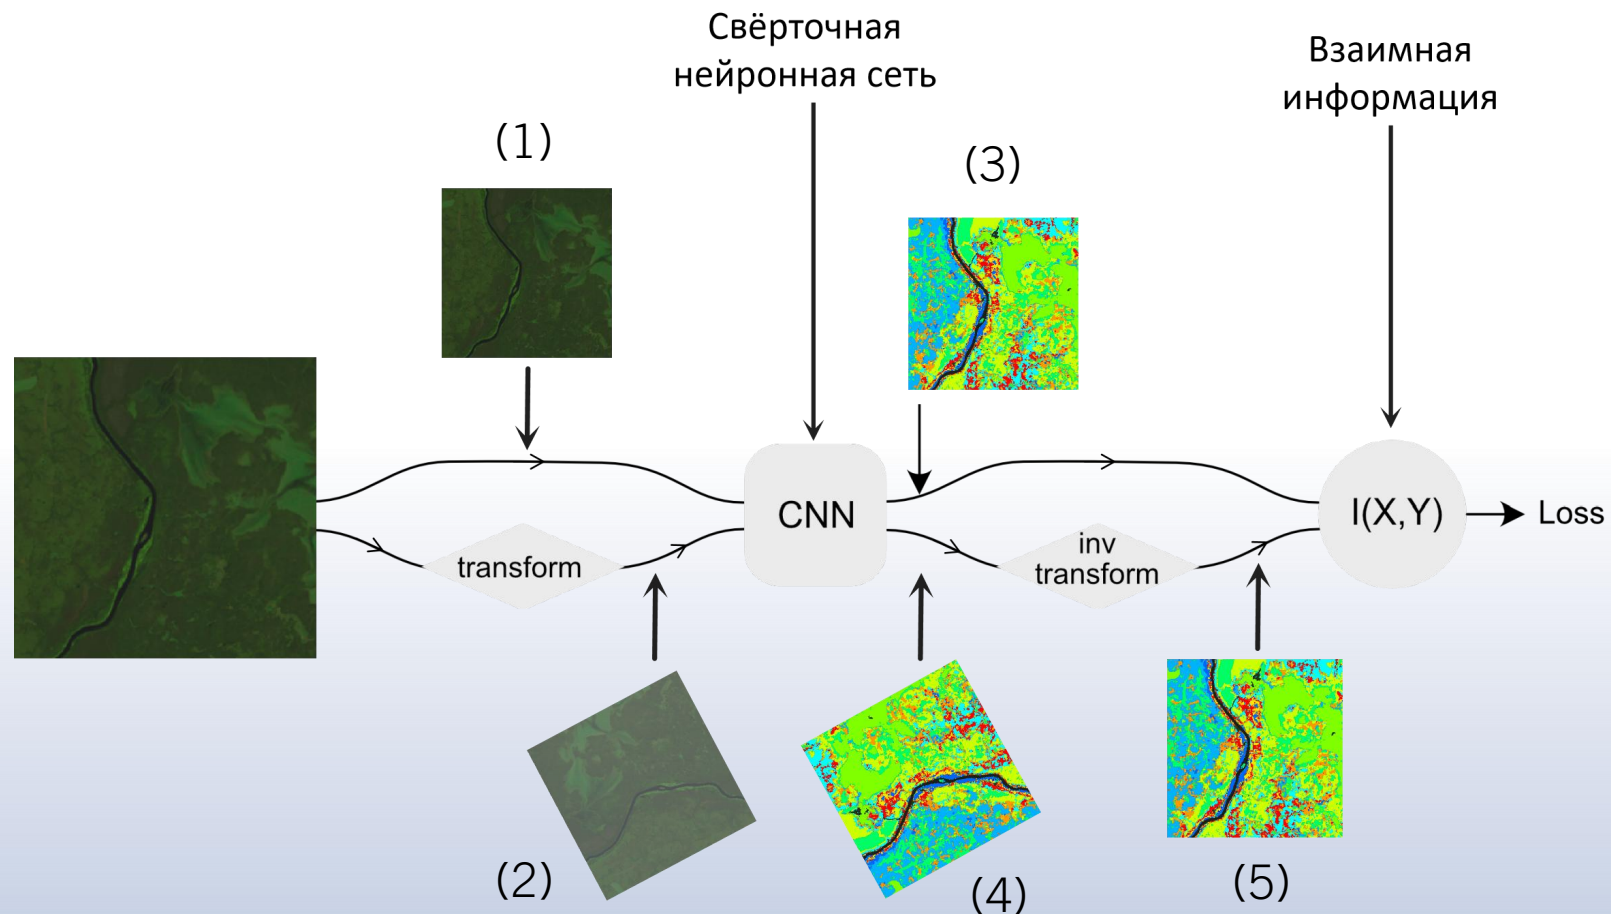 Свёрточная
нейронная сеть
Взаимная
информация
(1)
(3)
CNN
I(X,Y)
Loss
transform
inv
transform
(2)
(4)
(5)